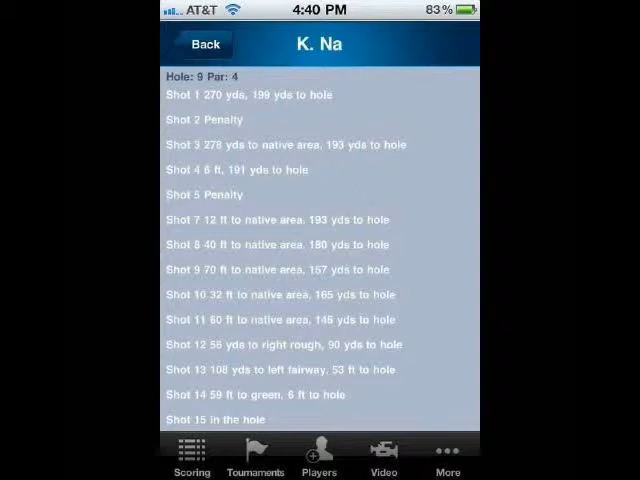 AT&T 4:40 PM 83%
Back K. Na
Hole: 9 Par: 4
Shot 1 270 yds, 199 yds to hole
Shot 2 Penalty
Shot 3 278 yds to native area, 193 yds to hole
Shot 4 6 ft, 191 yds to hole
Shot 5 Penalty
Shot 7 12 ft to native area, 193 yds to hole
Shot 8 40 ft to native area, 180 yds to hole
Shot 9 70 ft to native area, 157 yds to hole
Shot 10 32 ft to native area, 165 yds to hole
Shot 11 60 ft to native area, 146 yds to hole
Shot 12 56 yds to right rough, 90 yds to hole
Shot 13 108 yds to left fairway, 53 ft to hole
Shot 14 59 ft to green, 6 ft to hole
Shot 15 in the hole
Scoring Tournaments Players Video More